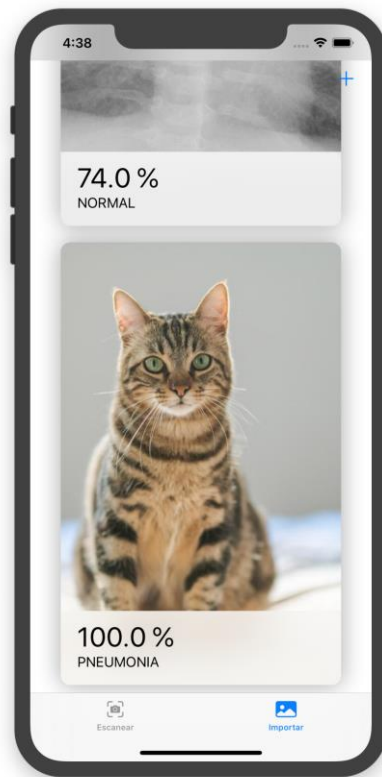 4:38
74.0 %
NORMAL
100.0 %
PNEUMONIA
Escanear
Importar